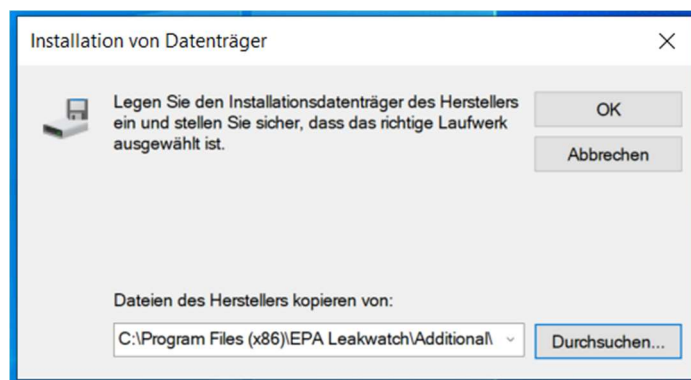 Installation von Datenträger
Legen Sie den Installationsdatenträger des Herstellers
ein und stellen Sie sicher, dass das richtige Laufwerk
ausgewählt ist.
OK
Abbrechen
Dateien des Herstellers kopieren von:
C:\Program Files (x86)\EPA Leakwatch\Additional\
Durchsuchen...